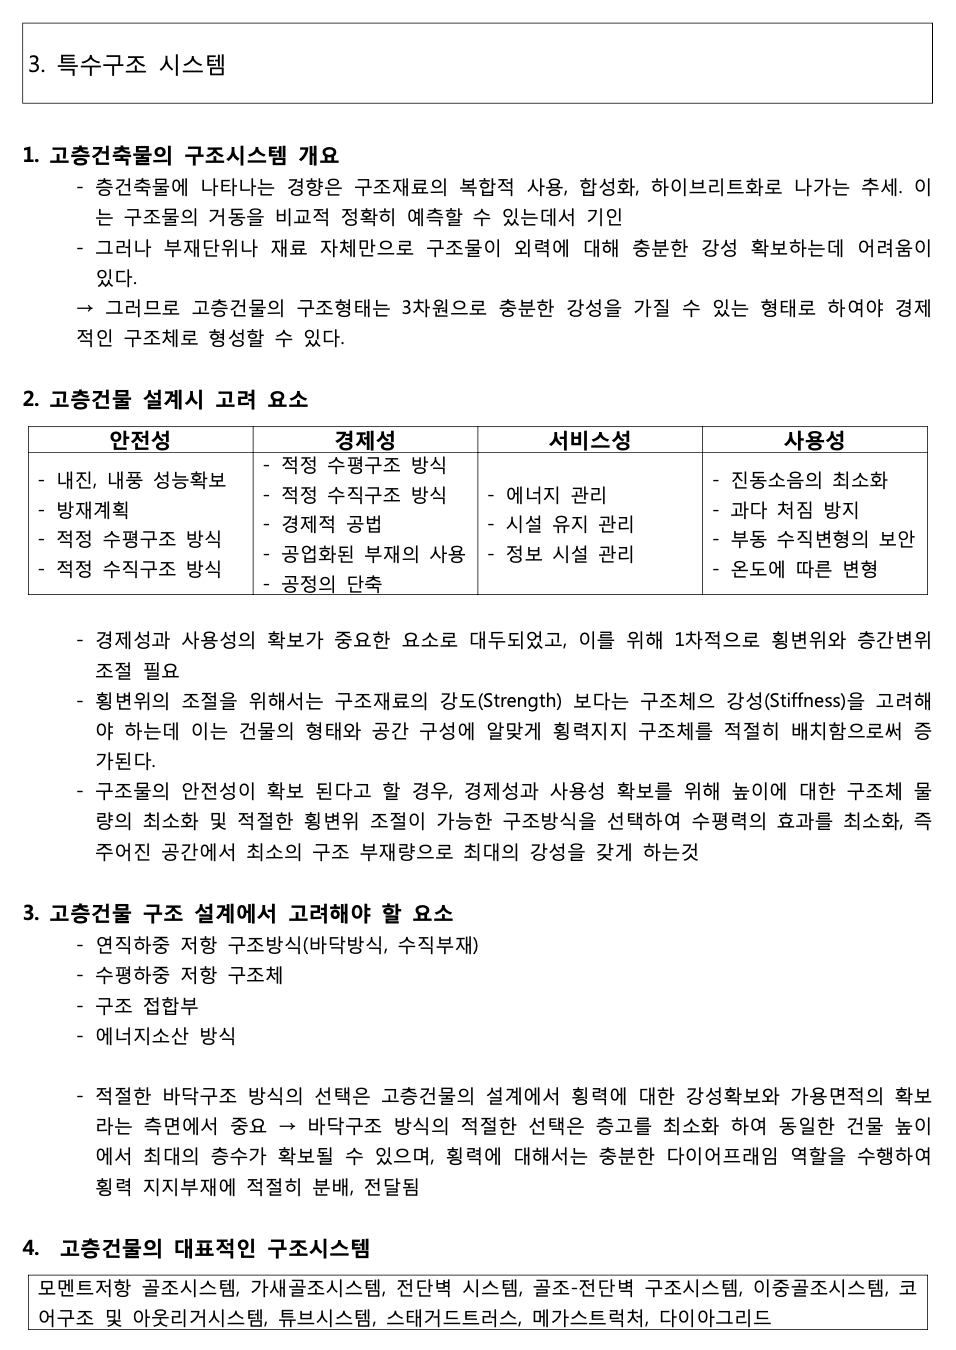 3. 특수구조 시스템
1. 고층건축물의 구조시스템 개요
- 층건축물에 나타나는 경향은 구조재료의 복합적 사용, 합성화, 하이브리트화로 나가는 추세. 이
는 구조물의 거동을 비교적 정확히 예측할 수 있는데서 기인
- 그러나 부재단위나 재료 자체만으로 구조물이 외력에 대해 충분한 강성 확보하는데 어려움이
있다.
→ 그러므로 고층건물의 구조형태는 3차원으로 충분한 강성을 가질 수 있는 형태로 하여야 경제
적인 구조체로 형성할 수 있다.
2. 고층건물 설계시 고려 요소
안전성
- 내진, 내풍 성능확보
- 방재계획
- 적정 수평구조 방식
- 적정 수직구조 방식
경제성
- 적정 수평구조 방식
- 적정 수직구조 방식
- 경제적 공법
- 공업화된 부재의 사용
- 공정의 단축
서비스성
- 에너지 관리
- 시설 유지 관리
- 정보 시설 관리
사용성
- 진동소음의 최소화
- 과다 처짐 방지
- 부동 수직변형의 보안
- 온도에 따른 변형
- 경제성과 사용성의 확보가 중요한 요소로 대두되었고, 이를 위해 1차적으로 횡변위와 층간변위
조절 필요
- 횡변위의 조절을 위해서는 구조재료의 강도(Strength) 보다는 구조체으 강성(Stiffness)을 고려해
야 하는데 이는 건물의 형태와 공간 구성에 알맞게 횡력지지 구조체를 적절히 배치함으로써 증
가된다.
- 구조물의 안전성이 확보 된다고 할 경우, 경제성과 사용성 확보를 위해 높이에 대한 구조체 물
량의 최소화 및 적절한 횡변위 조절이 가능한 구조방식을 선택하여 수평력의 효과를 최소화, 즉
주어진 공간에서 최소의 구조 부재량으로 최대의 강성을 갖게 하는것
3. 고층건물 구조 설계에서 고려해야 할 요소
- 연직하중 저항 구조방식(바닥방식, 수직부재)
- 수평하중 저항 구조체
- 구조 접합부
- 에너지소산 방식
- 적절한 바닥구조 방식의 선택은 고층건물의 설계에서 횡력에 대한 강성확보와 가용면적의 확보
라는 측면에서 중요 → 바닥구조 방식의 적절한 선택은 층고를 최소화 하여 동일한 건물 높이
에서 최대의 층수가 확보될 수 있으며, 횡력에 대해서는 충분한 다이어프래임 역할을 수행하여
횡력 지지부재에 적절히 분배, 전달됨
4. 고층건물의 대표적인 구조시스템
모멘트저항 골조시스템, 가새골조시스템, 전단벽 시스템, 골조-전단벽 구조시스템, 이중골조시스템, 코
어구조 및 아웃리거시스템, 튜브시스템, 스태거드트러스, 메가스트럭처, 다이아그리드